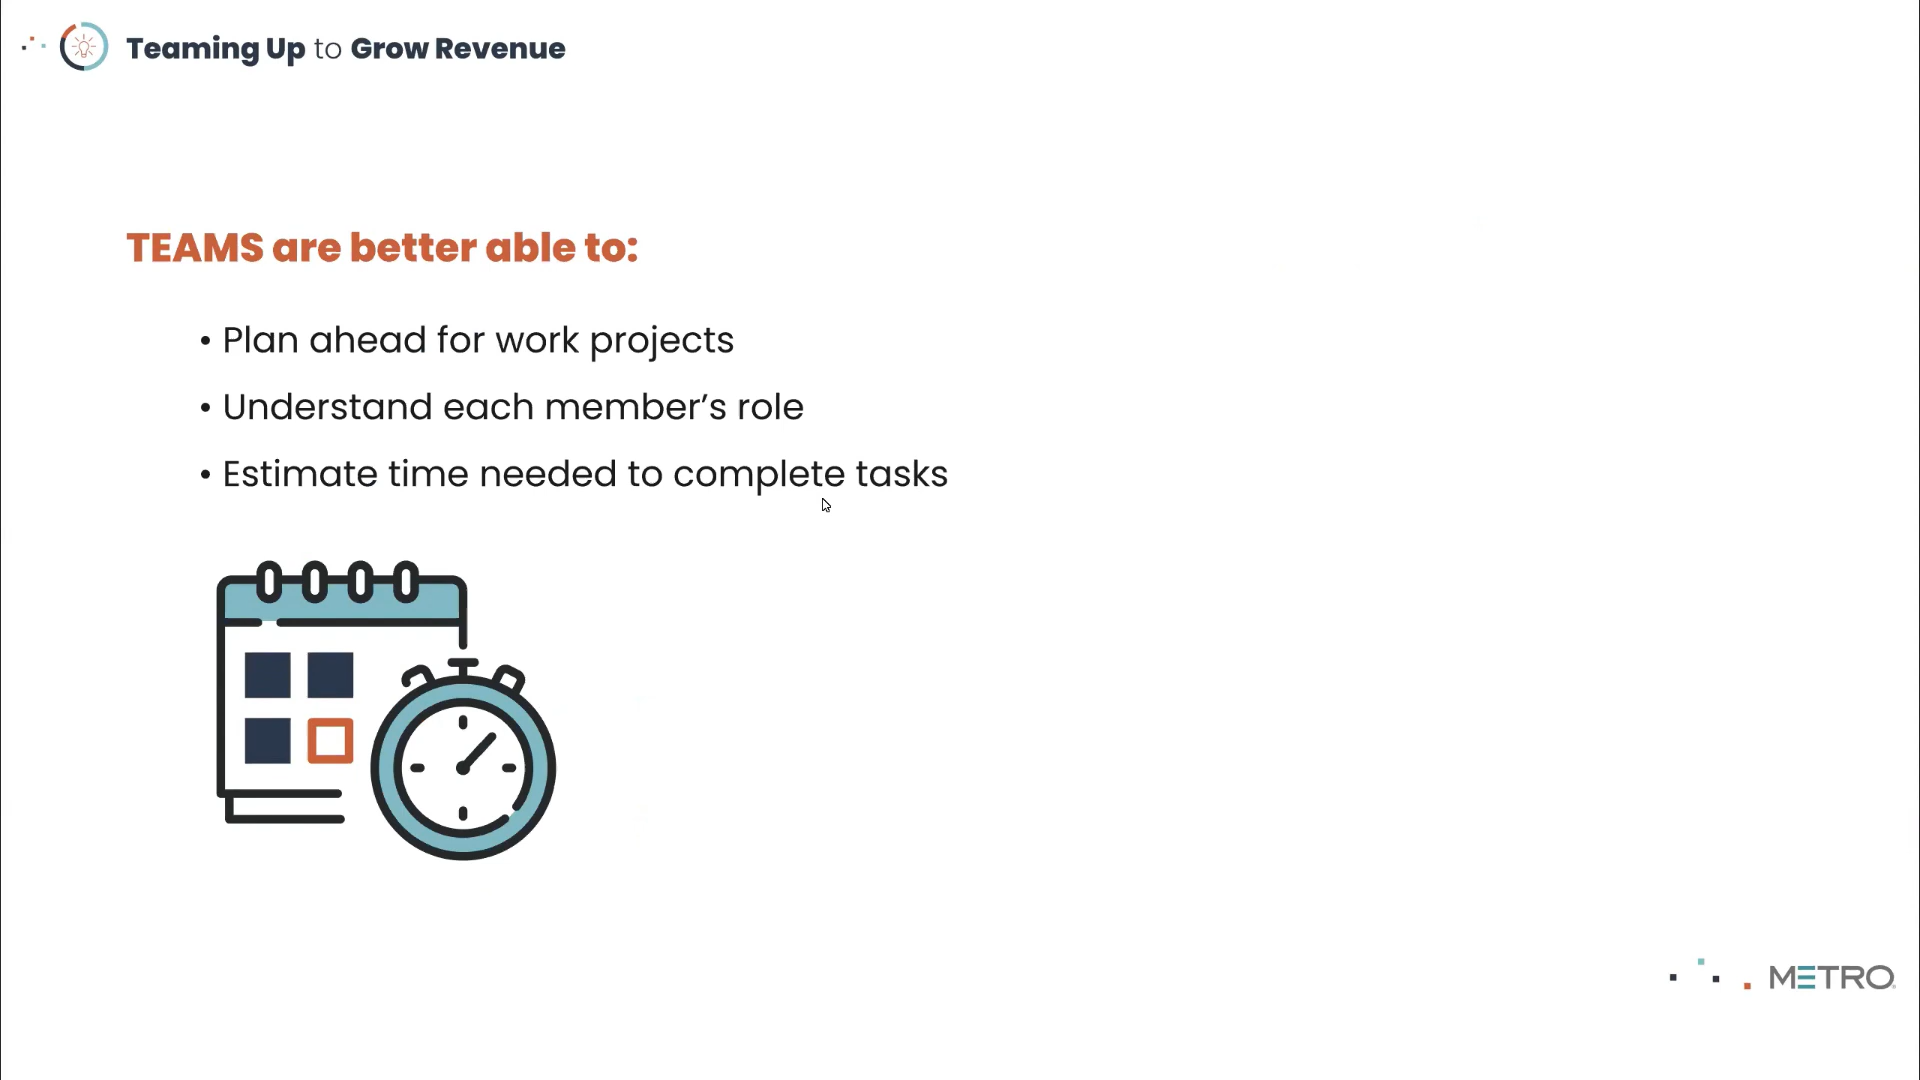 Teaming Up to Grow Revenue
TEAMS are better able to:
• Plan ahead for work projects
• Understand each member’s role
• Estimate time needed to complete tasks
METRO